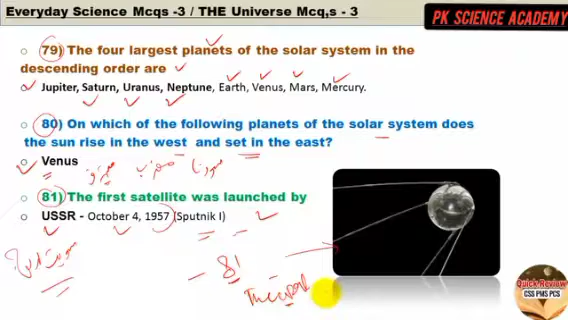 Everyday Science Mcqs -3 / THE Universe Mcq,s - 3
PK SCIENCE ACADEMY
79) The four largest planets of the solar system in the
descending order are
Jupiter, Saturn, Uranus, Neptune, Earth, Venus, Mars, Mercury.
80) On which of the following planets of the solar system does
the sun rise in the west and set in the east?
Venus
81) The first satellite was launched by
USSR - October 4, 1957 (Sputnik I)
81
Quick Review
CSS PMS PCS